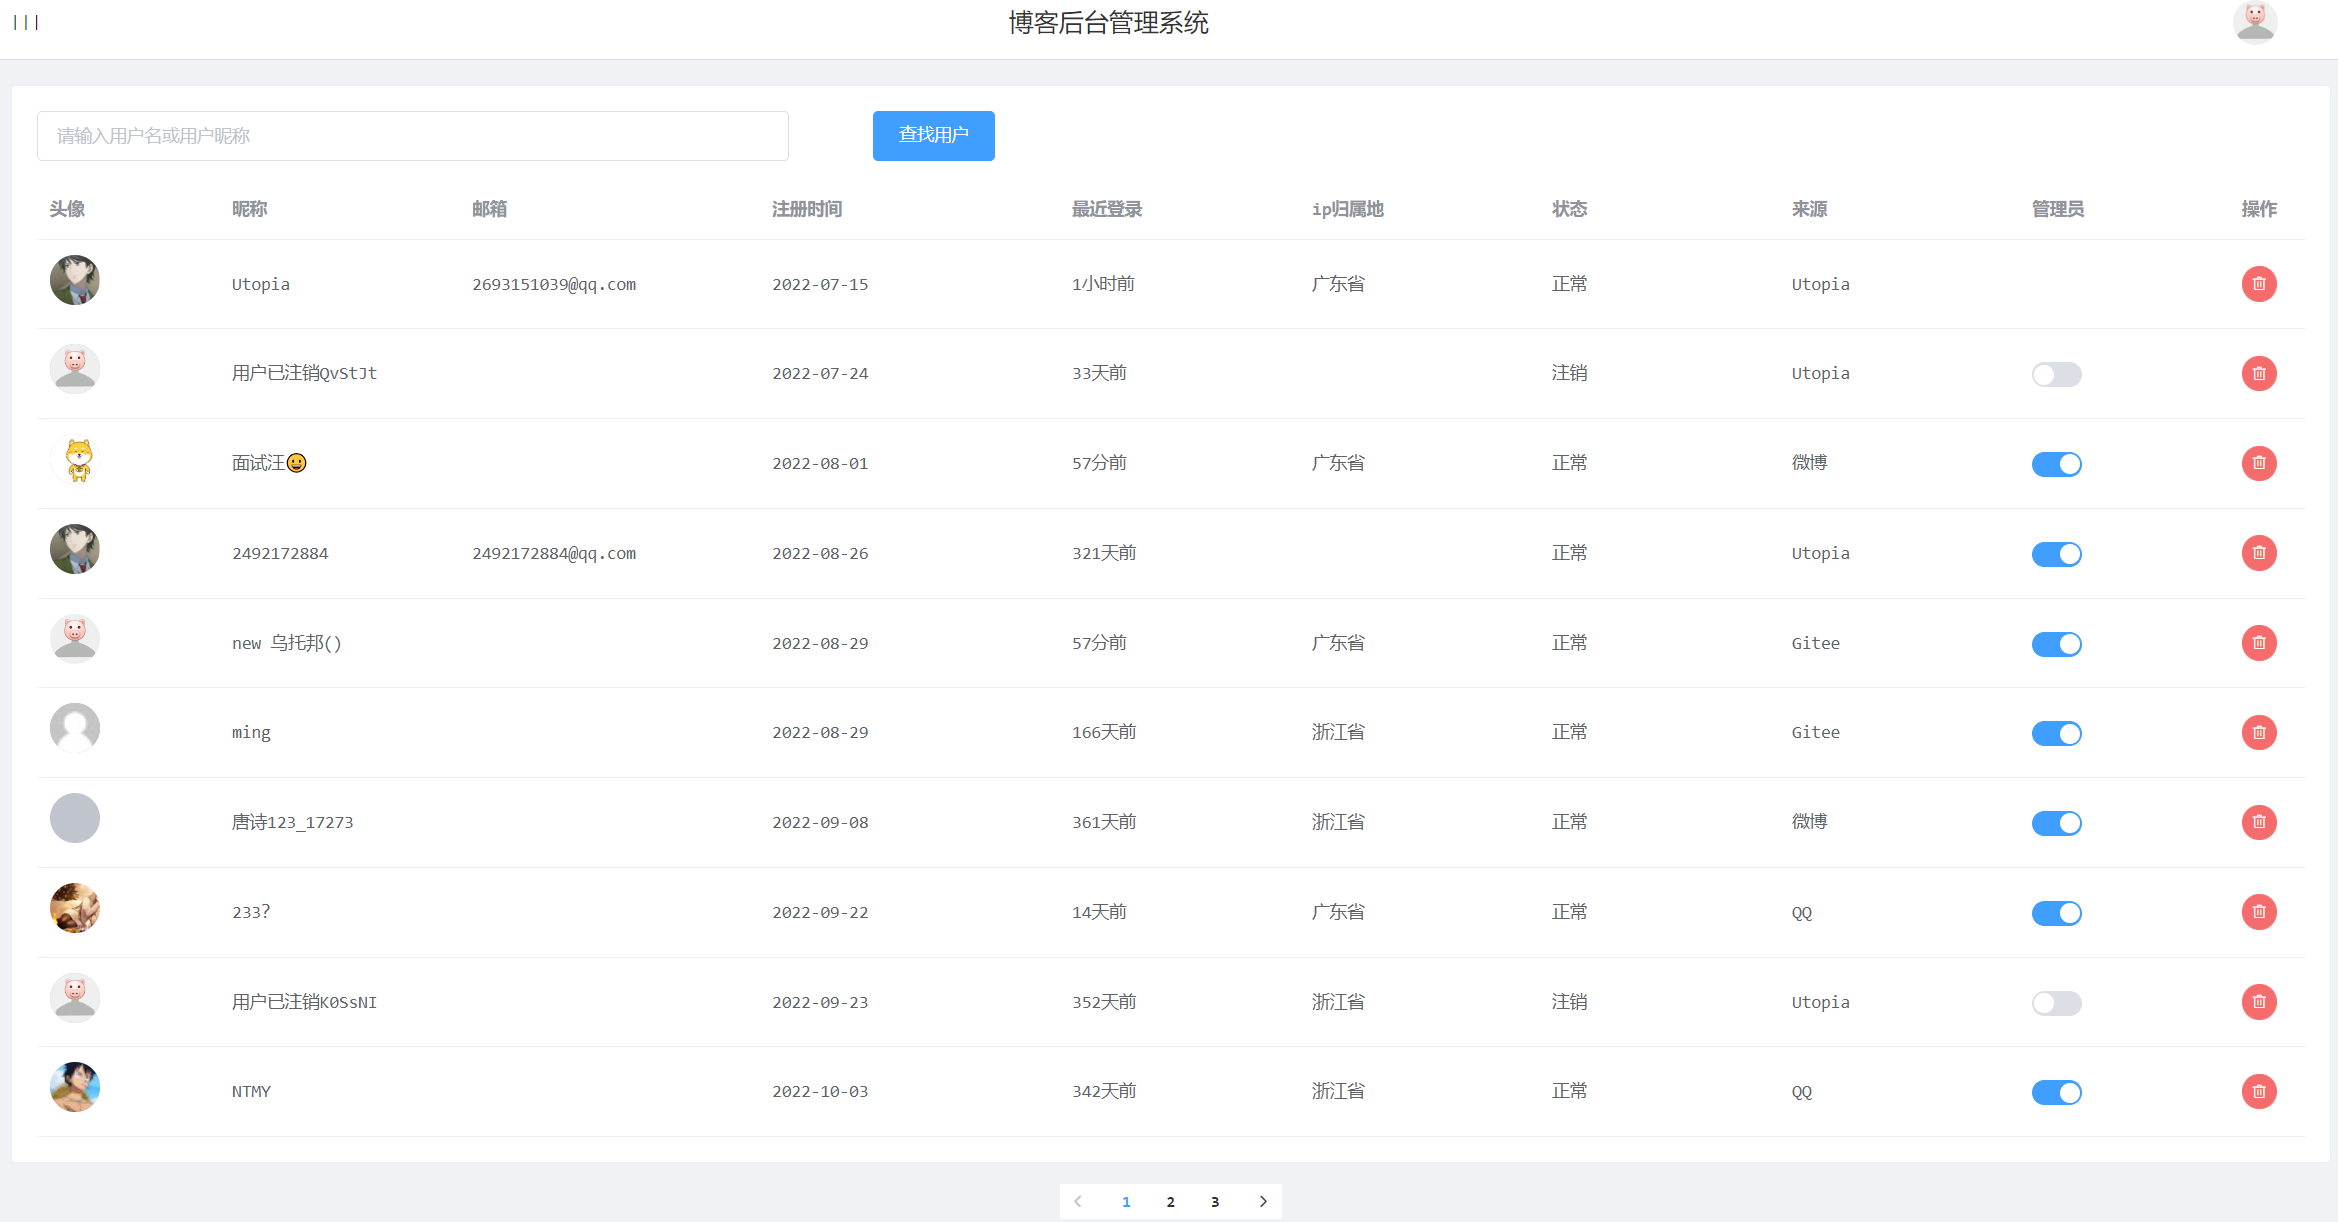 博客后台管理系统
请输入用户名或用户昵称 查找用户
头像 昵称 邮箱 注册时间 最近登录 ip归属地 状态 来源 管理员 操作
Utopia 2693151039@qq.com 2022-07-15 1小时前 广东省 正常 Utopia
用户已注销QvStJt 2022-07-24 33天前 注销 Utopia
面试汪😀 2022-08-01 57分前 广东省 正常 微博
2492172884 2492172884@qq.com 2022-08-26 321天前 正常 Utopia
new 乌托邦() 2022-08-29 57分前 广东省 正常 Gitee
ming 2022-08-29 166天前 浙江省 正常 Gitee
唐诗123_17273 2022-09-08 361天前 浙江省 正常 微博
233? 2022-09-22 14天前 广东省 正常 QQ
用户已注销K0SsNI 2022-09-23 352天前 浙江省 注销 Utopia
NTMY 2022-10-03 342天前 浙江省 正常 QQ
1 2 3